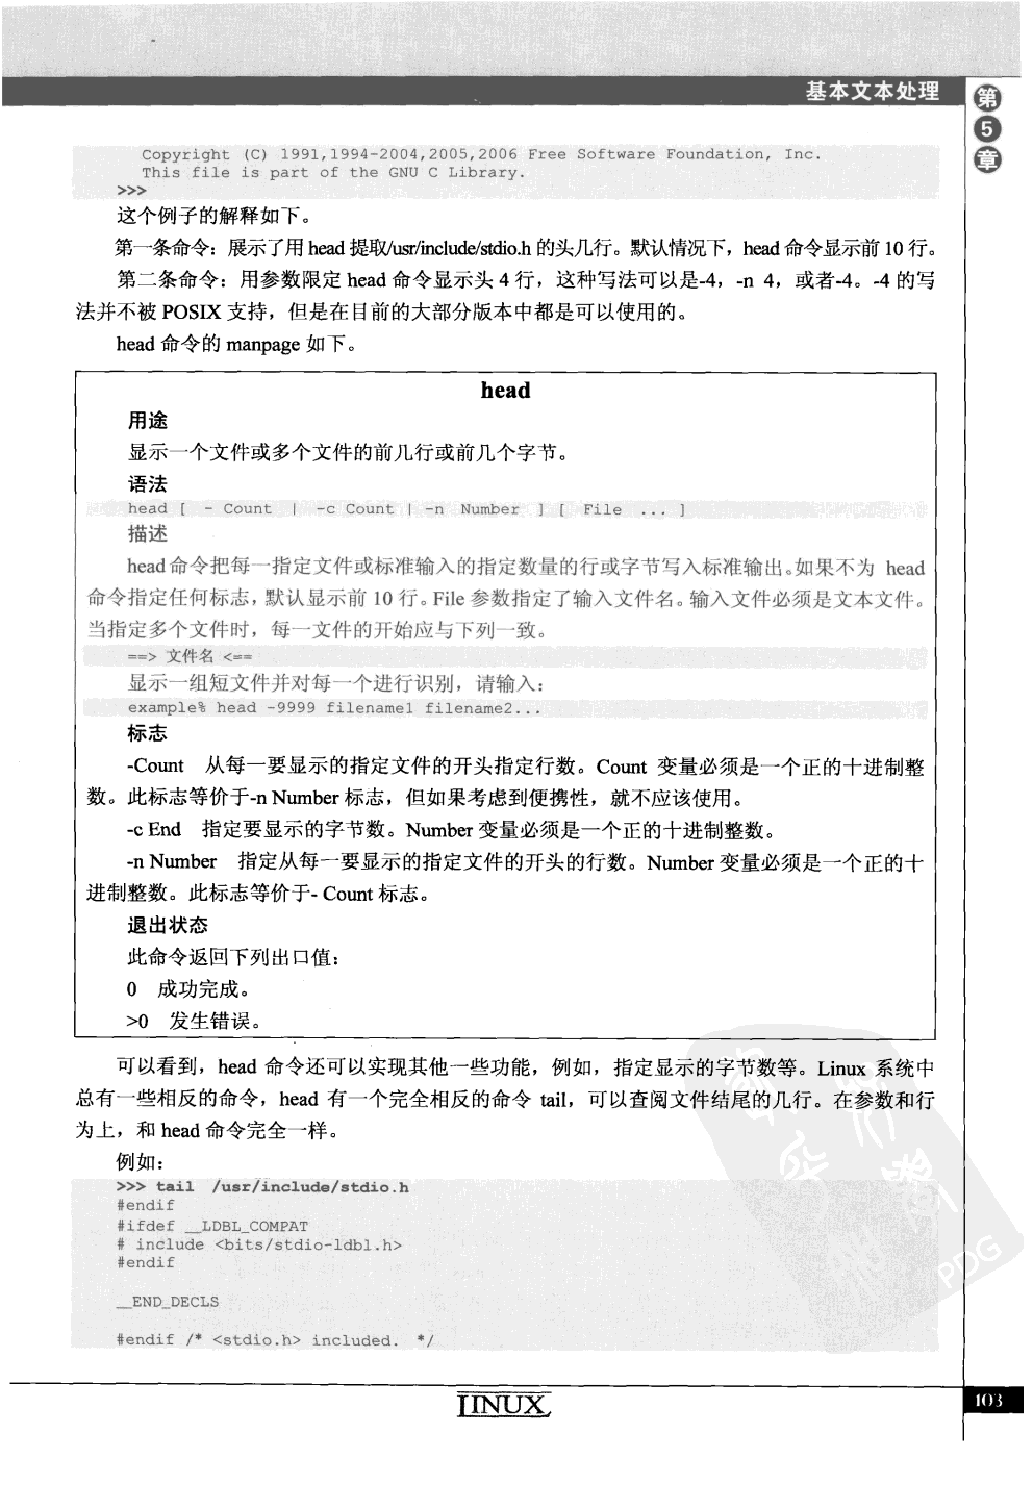 基本文本处理
第
5
章
Copyright (C) 1991,1994-2004,2005,2006 Free Software Foundation, Inc.
This file is part of the GNU C Library.
>>>
这个例子的解释如下。
第一条命令：展示了用 head 提取/usr/include/stdio.h 的头几行。默认情况下，head 命令显示前 10 行。
第二条命令：用参数限定 head 命令显示头 4 行，这种写法可以是-4，-n 4，或者-4。-4 的写
法并不被 POSIX 支持，但是在目前的大部分版本中都是可以使用的。
head 命令的 manpage 如下。
head
用途
显示一个文件或多个文件的前几行或前几个字节。
语法
head [ - Count | -c Count | -n Number ] [ File ... ]
描述
head 命令把每一指定文件或标准输入的指定数量的行或字节写入标准输出。如果不为 head
命令指定任何标志，默认显示前 10 行。File 参数指定了输入文件名。输入文件必须是文本文件。
当指定多个文件时，每一文件的开始应与下列一致。
==> 文件名 <==
显示一组短文件并对每一个进行识别，请输入：
example% head -9999 filename1 filename2...
标志
-Count 从每一要显示的指定文件的开头指定行数。Count 变量必须是一个正的十进制整
数。此标志等价于-n Number 标志，但如果考虑到便携性，就不应该使用。
-c End 指定要显示的字节数。Number 变量必须是一个正的十进制整数。
-n Number 指定从每一要显示的指定文件的开头的行数。Number 变量必须是一个正的十
进制整数。此标志等价于- Count 标志。
退出状态
此命令返回下列出口值：
0 成功完成。
>0 发生错误。
可以看到，head 命令还可以实现其他一些功能，例如，指定显示的字节数等。Linux 系统中
总有一些相反的命令，head 有一个完全相反的命令 tail，可以查阅文件结尾的几行。在参数和行
为上，和 head 命令完全一样。
例如：
>>> tail /usr/include/stdio.h
#endif
#ifdef __LDBL_COMPAT
# include <bits/stdio-ldbl.h>
#endif
__END_DECLS
#endif /* <stdio.h> included. */
PDG
LINUX
103